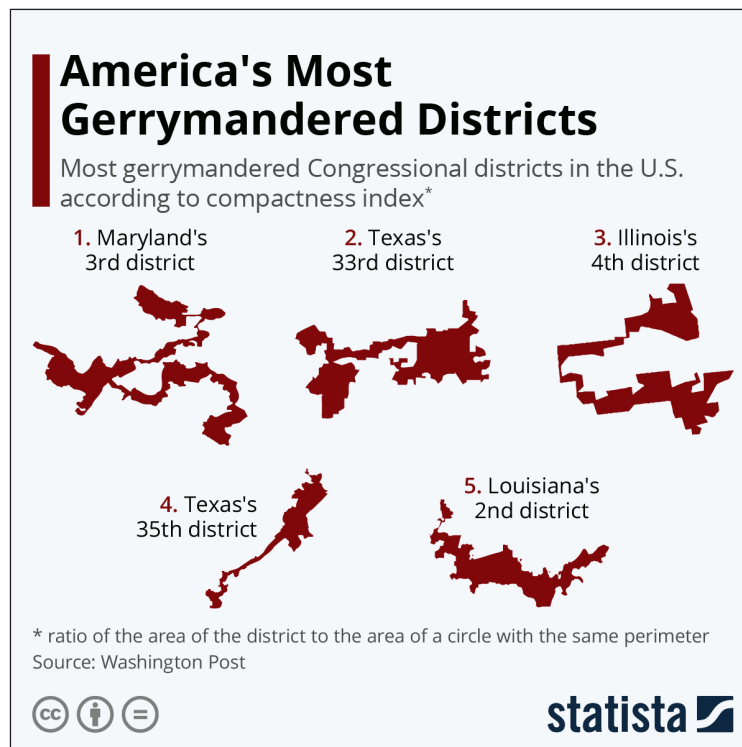 America's Most
Gerrymandered Districts
Most gerrymandered Congressional districts in the U.S.
according to compactness index*
1. Maryland's
3rd district
2. Texas's
33rd district
3. Illinois's
4th district
4. Texas's
35th district
5. Louisiana's
2nd district
* ratio of the area of the district to the area of a circle with the same perimeter
Source: Washington Post
cc
statista